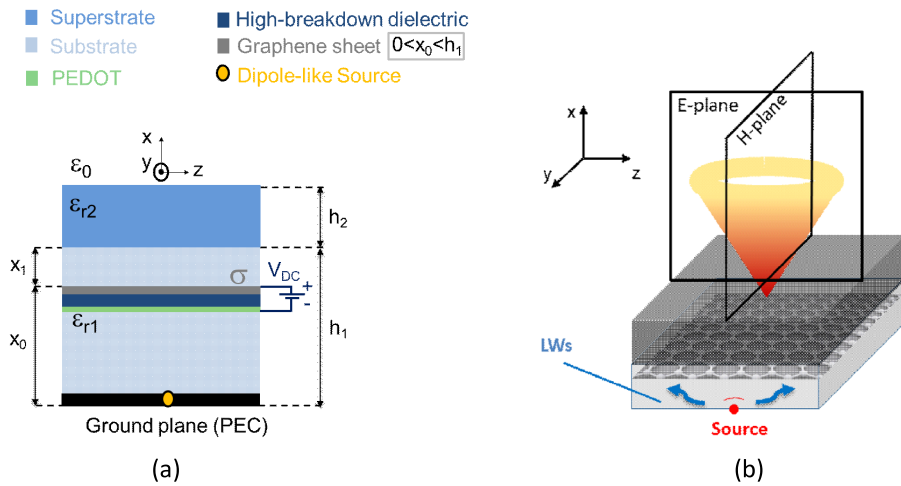 Superstrate
Substrate
PEDOT
High-breakdown dielectric
Graphene sheet 0<x₀<h₁
Dipole-like Source
x
y
z
ε₀
εr2
h₂
x₁
σ
VDC
+
-
εr1
x₀
h₁
Ground plane (PEC)
(a)
E-plane
H-plane
x
y
z
LWs
Source
(b)